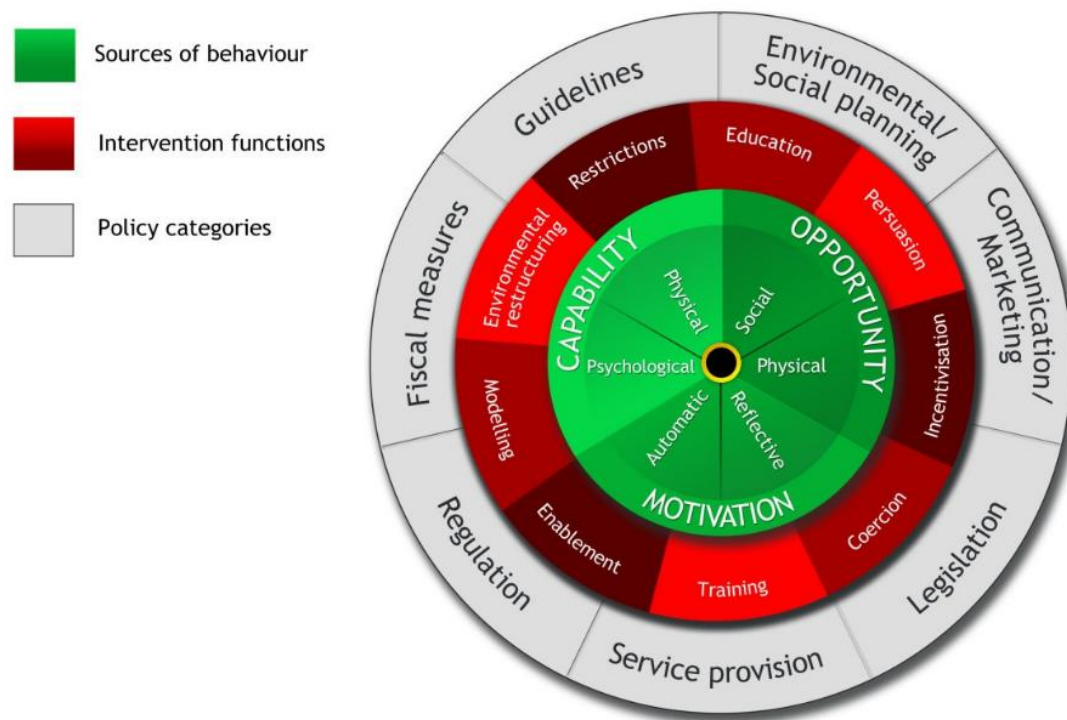 Sources of behaviour
Intervention functions
Policy categories
Guidelines
Environmental/
Social planning
Communication/
Marketing
Legislation
Service provision
Regulation
Fiscal measures
Restrictions
Education
Persuasion
Incentivisation
Coercion
Training
Enablement
Modelling
Environmental
restructuring
CAPABILITY
OPPORTUNITY
MOTIVATION
Physical
Social
Physical
Reflective
Automatic
Psychological